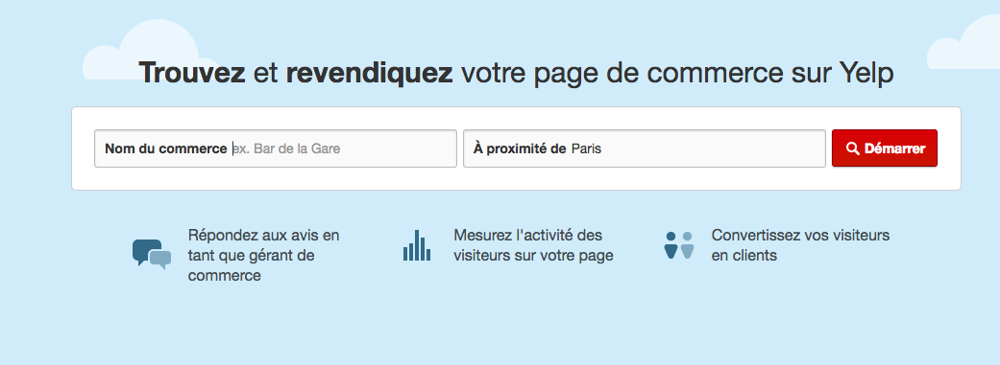 Trouvez et revendiquez votre page de commerce sur Yelp
Nom du commerce ex. Bar de la Gare
À proximité de Paris
Démarrer
Répondez aux avis en
tant que gérant de
commerce
Mesurez l'activité des
visiteurs sur votre page
Convertissez vos visiteurs
en clients